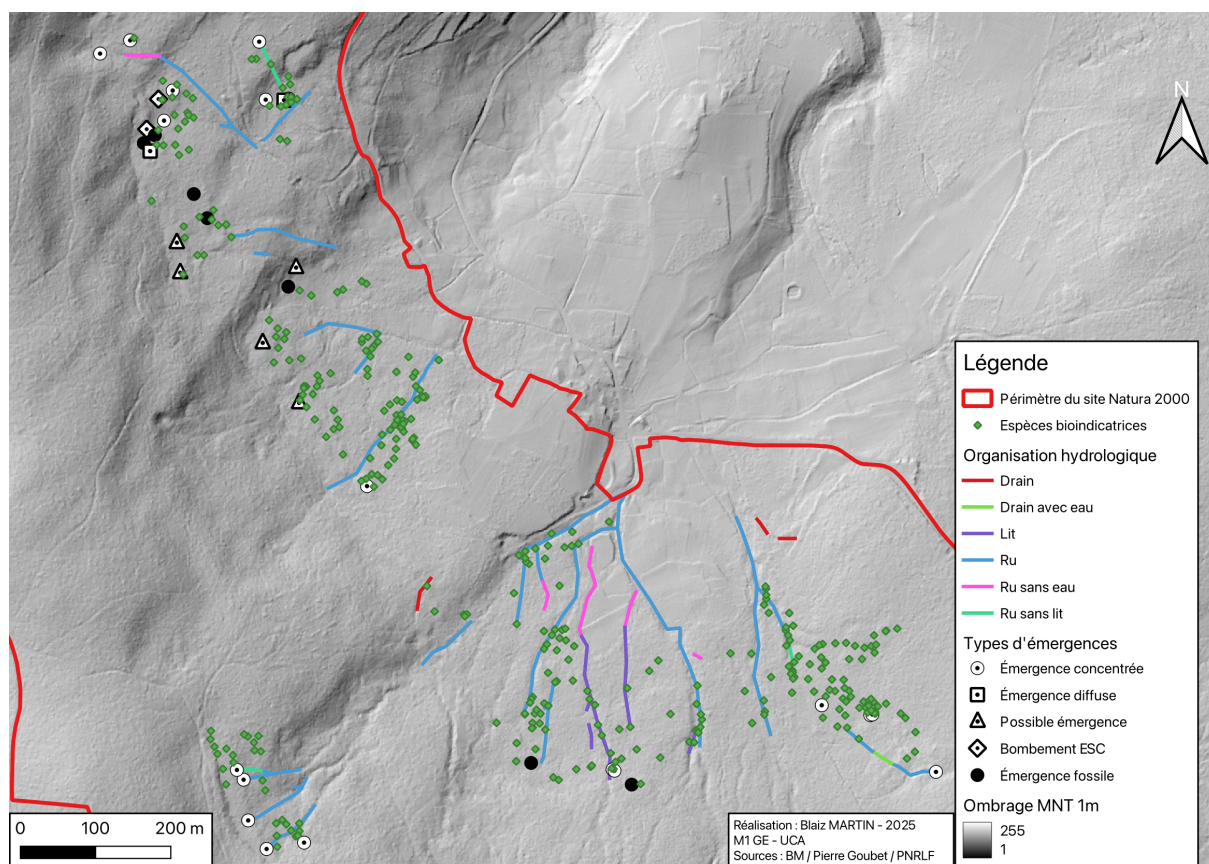 N
Légende
Périmètre du site Natura 2000
Espèces bioindicatrices
Organisation hydrologique
Drain
Drain avec eau
Lit
Ru
Ru sans eau
Ru sans lit
Types d'émergences
Émergence concentrée
Émergence diffuse
Possible émergence
Bombement ESC
Émergence fossile
Ombrage MNT 1m
255
1
0 100 200 m
Réalisation : Blaiz MARTIN - 2025
M1 GE - UCA
Sources : BM / Pierre Goubet / PNRLF